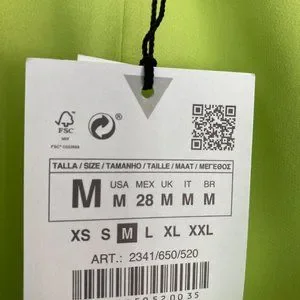 FSC
MIX
TALLA / SIZE / TAMANHO / TAILLE / MAAT / ΜΕΓΕΘΟΣ
M
USA MEX UK IT BR
M 28 M M M
XS S M L XL XXL
ART.: 2341/650/520